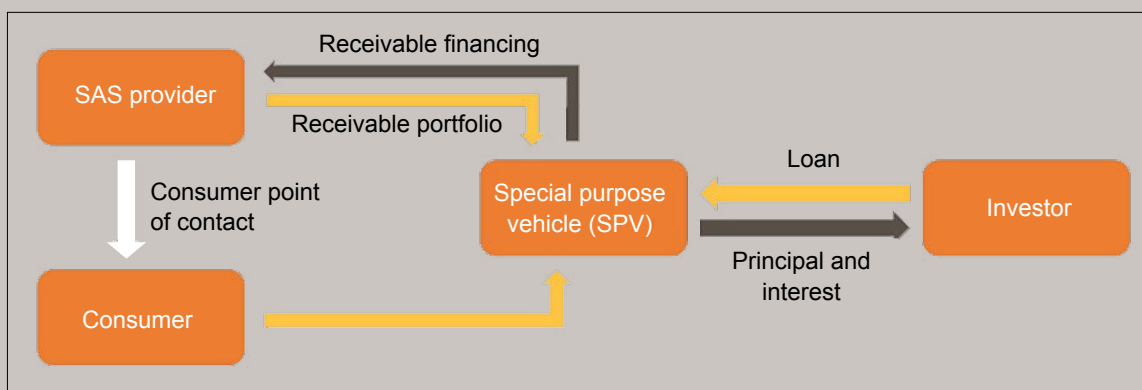 Receivable financing
SAS provider
Receivable portfolio
Consumer point
of contact
Special purpose
vehicle (SPV)
Loan
Investor
Principal and
interest
Consumer